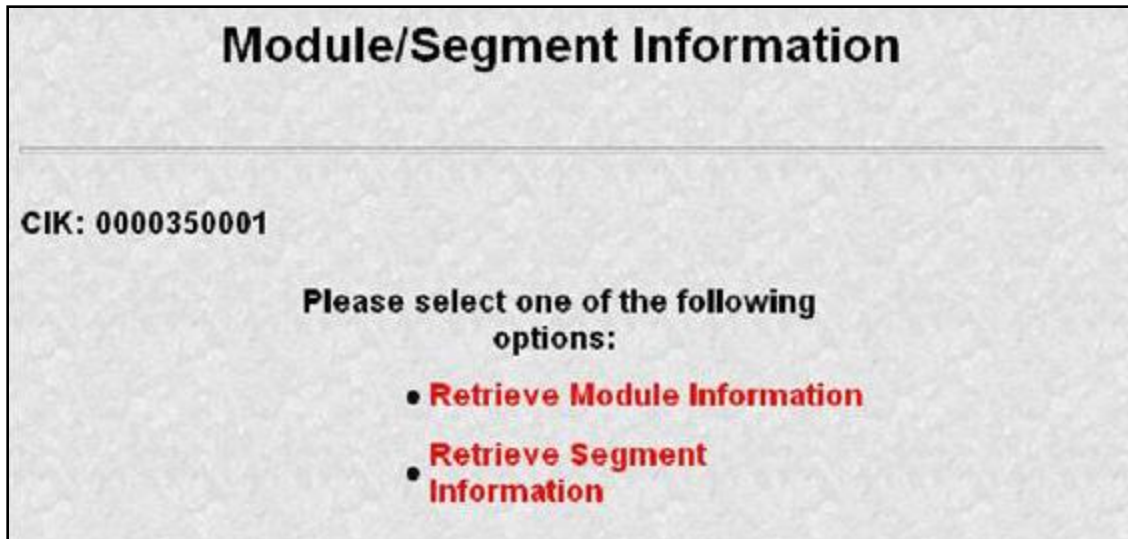 Module/Segment Information
CIK: 0000350001
Please select one of the following
options:
Retrieve Module Information
Retrieve Segment
Information